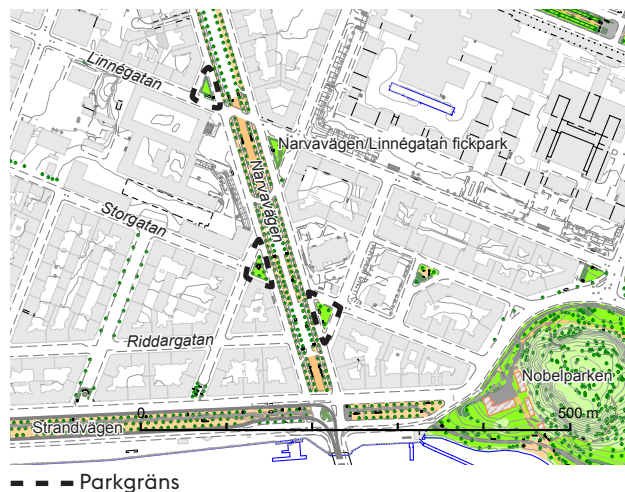 Linnégatan
Narvavägen/Linnégatan fickpark
Narvavägen
Storgatan
Riddargatan
Nobelparken
0
500 m
Strandvägen
Parkgräns